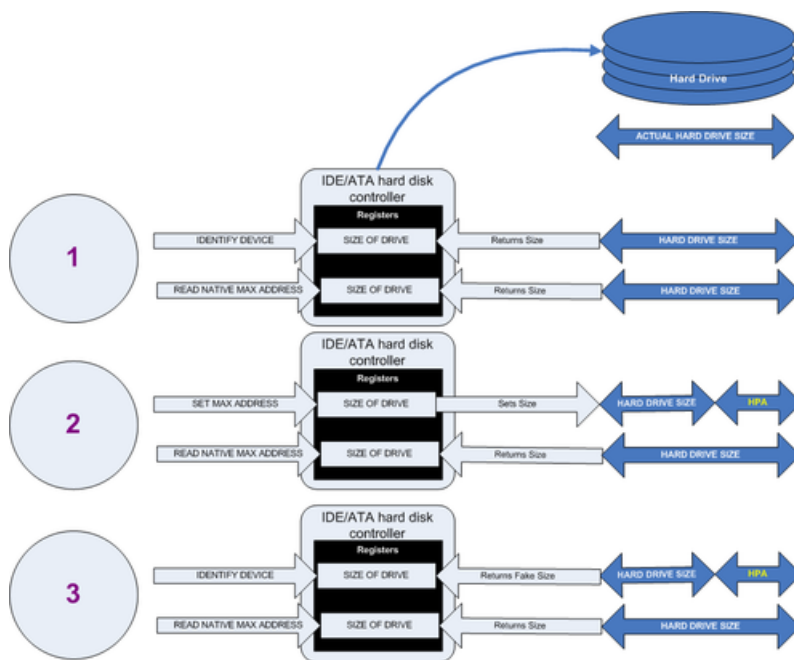 Hard Drive
ACTUAL HARD DRIVE SIZE
IDE/ATA hard disk
controller
Registers
1
IDENTIFY DEVICE
SIZE OF DRIVE
Returns Size
HARD DRIVE SIZE
READ NATIVE MAX ADDRESS
SIZE OF DRIVE
Returns Size
HARD DRIVE SIZE
IDE/ATA hard disk
controller
Registers
2
SET MAX ADDRESS
SIZE OF DRIVE
Sets Size
HARD DRIVE SIZE
HPA
READ NATIVE MAX ADDRESS
SIZE OF DRIVE
Returns Size
HARD DRIVE SIZE
IDE/ATA hard disk
controller
Registers
3
IDENTIFY DEVICE
SIZE OF DRIVE
Returns Fake Size
HARD DRIVE SIZE
HPA
READ NATIVE MAX ADDRESS
SIZE OF DRIVE
Returns Size
HARD DRIVE SIZE